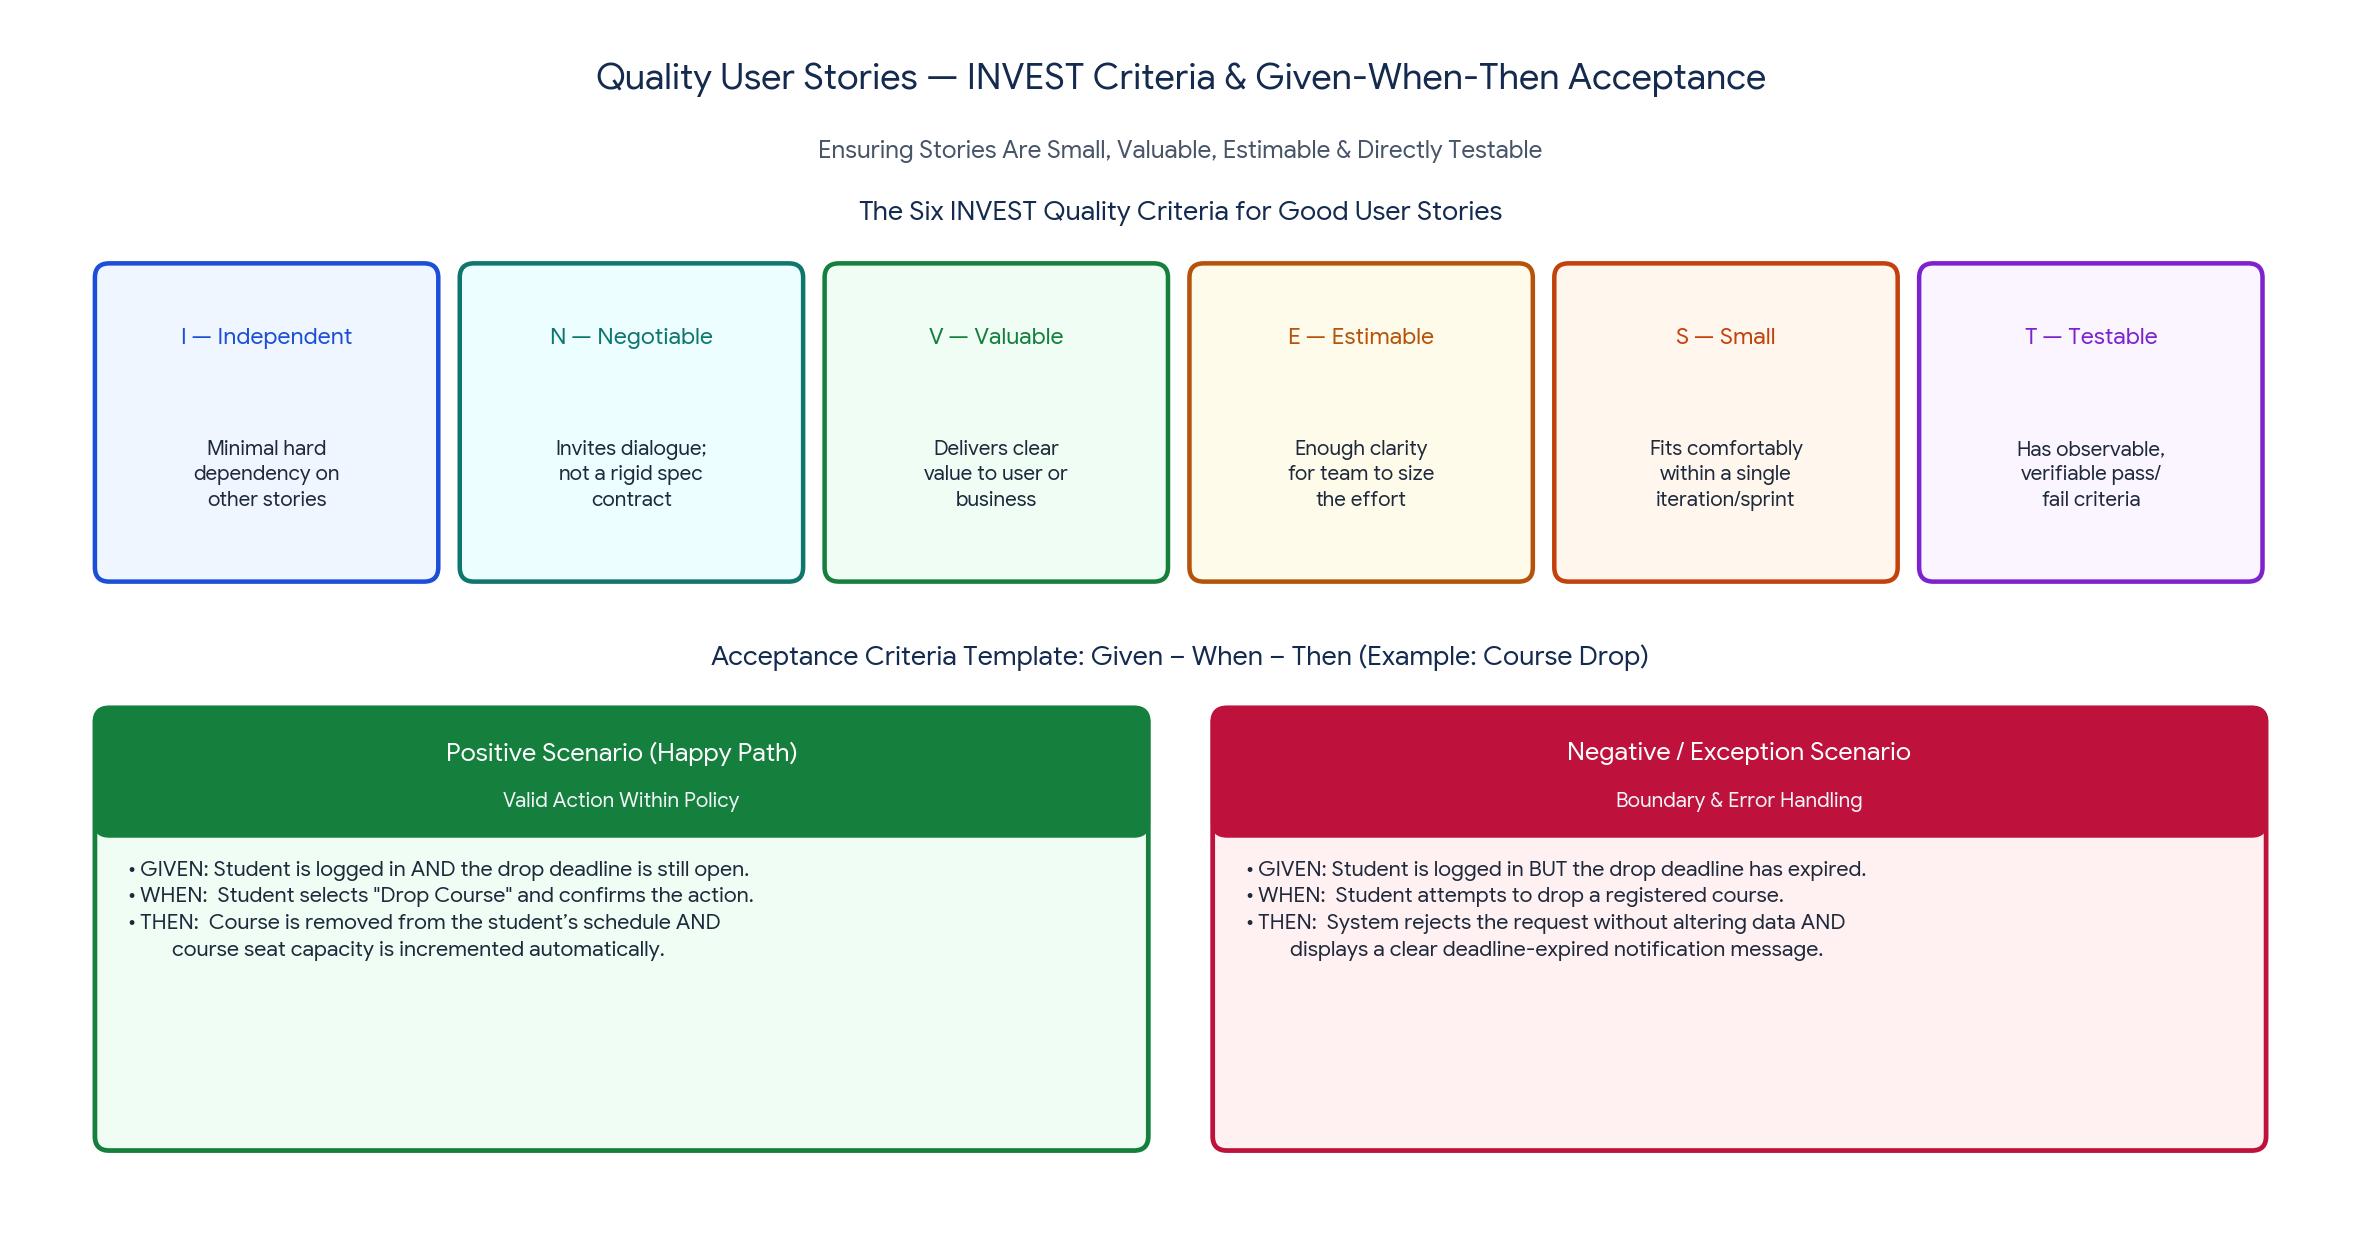 Quality User Stories — INVEST Criteria & Given-When-Then Acceptance
Ensuring Stories Are Small, Valuable, Estimable & Directly Testable
The Six INVEST Quality Criteria for Good User Stories
I — Independent
Minimal hard
dependency on
other stories
N — Negotiable
Invites dialogue;
not a rigid spec
contract
V — Valuable
Delivers clear
value to user or
business
E — Estimable
Enough clarity
for team to size
the effort
S — Small
Fits comfortably
within a single
iteration/sprint
T — Testable
Has observable,
verifiable pass/
fail criteria
Acceptance Criteria Template: Given – When – Then (Example: Course Drop)
Positive Scenario (Happy Path)
Valid Action Within Policy
• GIVEN: Student is logged in AND the drop deadline is still open.
• WHEN:  Student selects "Drop Course" and confirms the action.
• THEN:  Course is removed from the student’s schedule AND
course seat capacity is incremented automatically.
Negative / Exception Scenario
Boundary & Error Handling
• GIVEN: Student is logged in BUT the drop deadline has expired.
• WHEN:  Student attempts to drop a registered course.
• THEN:  System rejects the request without altering data AND
displays a clear deadline-expired notification message.